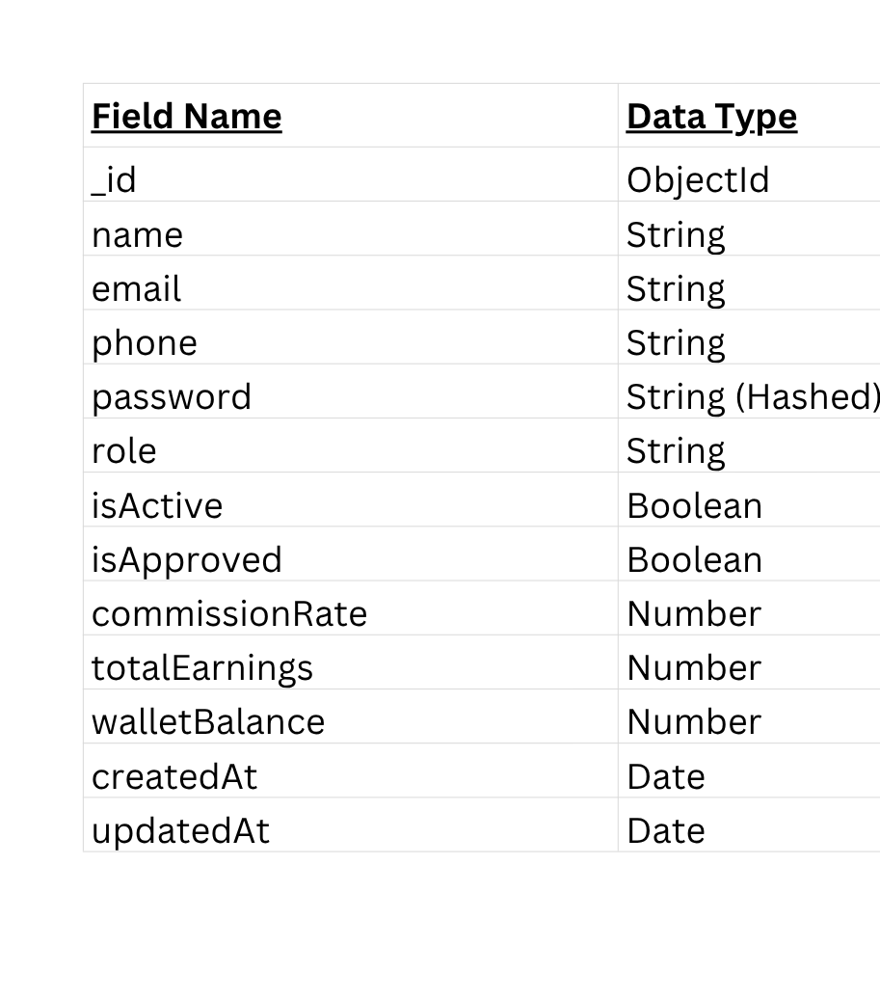 Field Name Data Type
_id ObjectId
name String
email String
phone String
password String (Hashed)
role String
isActive Boolean
isApproved Boolean
commissionRate Number
totalEarnings Number
walletBalance Number
createdAt Date
updatedAt Date